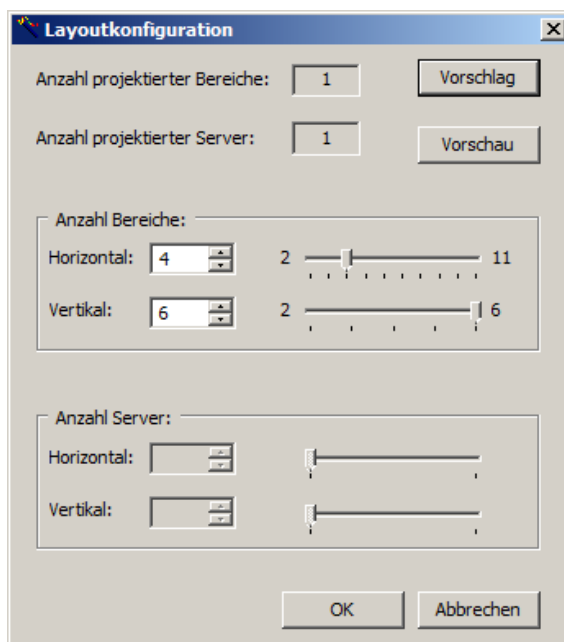 Layoutkonfiguration
Anzahl projektierter Bereiche: 1 Vorschlag
Anzahl projektierter Server: 1 Vorschau
Anzahl Bereiche:
Horizontal: 4 2 11
Vertikal: 6 2 6
Anzahl Server:
Horizontal:
Vertikal:
OK Abbrechen